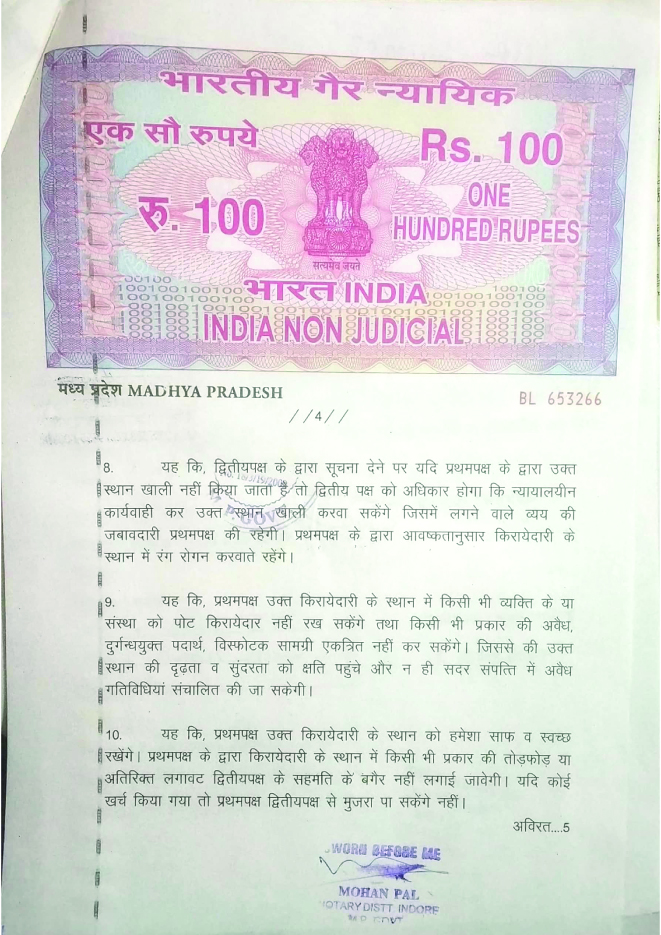 भारतीय गैर न्यायिक
एक सौ रुपये
Rs. 100
रु. 100
ONE
HUNDRED RUPEES
सत्यमेव जयते
भारत INDIA
INDIA NON JUDICIAL
मध्य प्रदेश MADHYA PRADESH
BL 653266
//4//
8. यह कि, द्वितीयपक्ष के द्वारा सूचना देने पर यदि प्रथमपक्ष के द्वारा उक्त
स्थान खाली नहीं किया जाता है तो द्वितीय पक्ष को अधिकार होगा कि न्यायालयीन
कार्यवाही कर उक्त स्थान खाली करवा सकेंगे जिसमें लगने वाले व्यय की
जबावदारी प्रथमपक्ष की रहेगी। प्रथमपक्ष के द्वारा आवष्कतानुसार किरायेदारी के
स्थान में रंग रोगन करवाते रहेंगे।
9. यह कि, प्रथमपक्ष उक्त किरायेदारी के स्थान में किसी भी व्यक्ति के या
संस्था को पोट किरायेदार नहीं रख सकेंगे तथा किसी भी प्रकार की अवैध,
दुर्गन्धयुक्त पदार्थ, विस्फोटक सामग्री एकत्रित नहीं कर सकेंगे। जिससे की उक्त
स्थान की दृढ़ता व सुंदरता को क्षति पहुंचे और न ही सदर संपत्ति में अवैध
गतिविधियां संचालित की जा सकेगी।
10. यह कि, प्रथमपक्ष उक्त किरायेदारी के स्थान को हमेशा साफ व स्वच्छ
रखेंगे। प्रथमपक्ष के द्वारा किरायेदारी के स्थान में किसी भी प्रकार की तोड़फोड़ या
अतिरिक्त लगावट द्वितीयपक्ष के सहमति के बगैर नहीं लगाई जावेगी। यदि कोई
खर्च किया गया तो प्रथमपक्ष द्वितीयपक्ष से मुजरा पा सकेंगे नहीं।
अविरत....5
SWORN BEFORE ME
MOHAN PAL
NOTARY DISTT. INDORE
M.P. GOVT